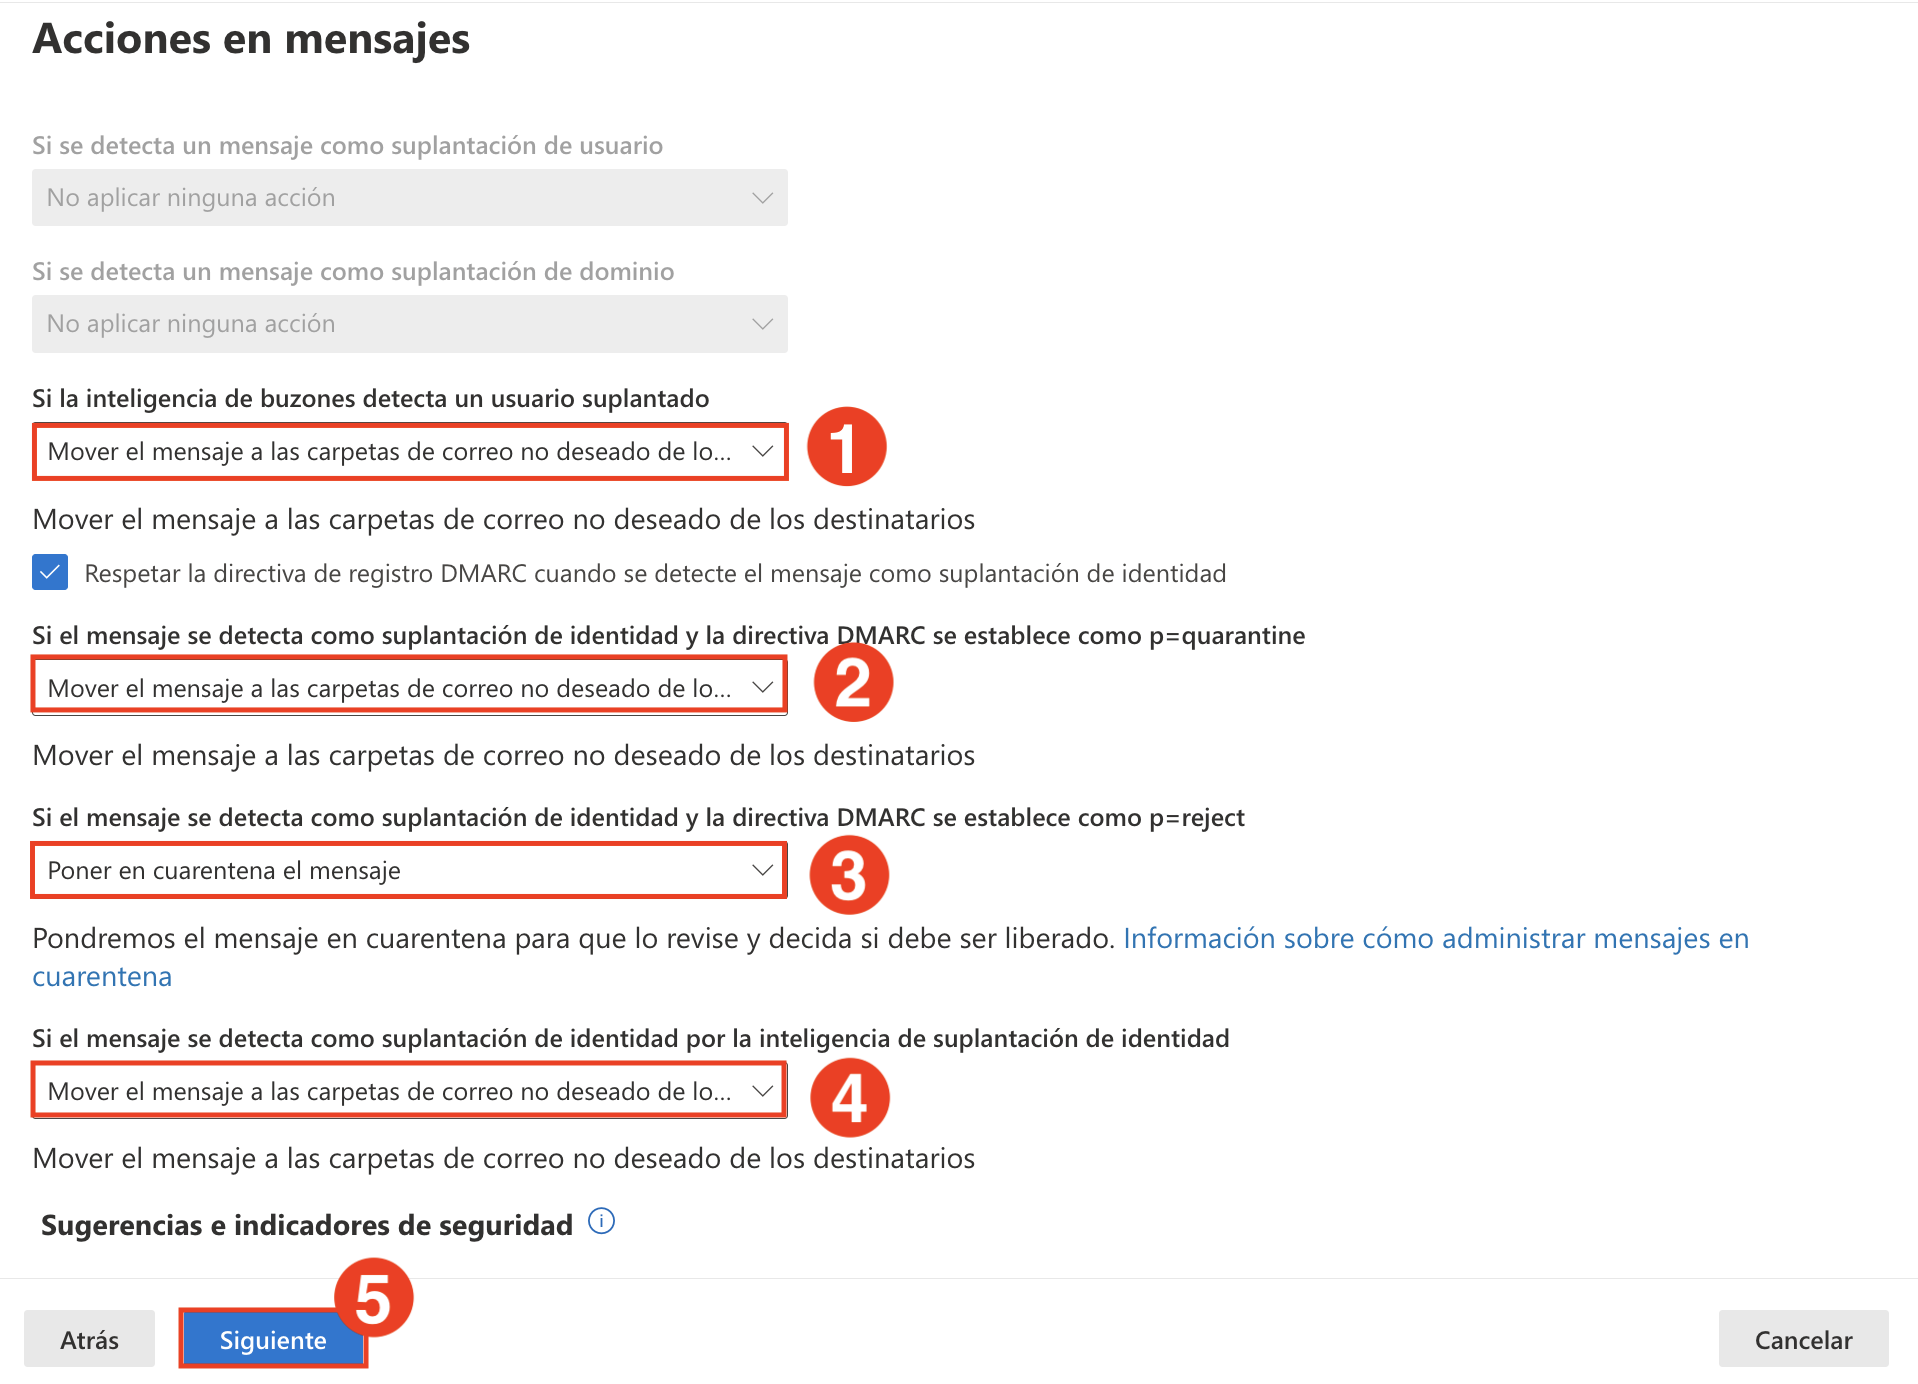 Acciones en mensajes
Si se detecta un mensaje como suplantación de usuario
No aplicar ninguna acción
Si se detecta un mensaje como suplantación de dominio
No aplicar ninguna acción
Si la inteligencia de buzones detecta un usuario suplantado
Mover el mensaje a las carpetas de correo no deseado de lo...
1
Mover el mensaje a las carpetas de correo no deseado de los destinatarios
Respetar la directiva de registro DMARC cuando se detecte el mensaje como suplantación de identidad
Si el mensaje se detecta como suplantación de identidad y la directiva DMARC se establece como p=quarantine
Mover el mensaje a las carpetas de correo no deseado de lo...
2
Mover el mensaje a las carpetas de correo no deseado de los destinatarios
Si el mensaje se detecta como suplantación de identidad y la directiva DMARC se establece como p=reject
Poner en cuarentena el mensaje
3
Pondremos el mensaje en cuarentena para que lo revise y decida si debe ser liberado. Información sobre cómo administrar mensajes en
cuarentena
Si el mensaje se detecta como suplantación de identidad por la inteligencia de suplantación de identidad
Mover el mensaje a las carpetas de correo no deseado de lo...
4
Mover el mensaje a las carpetas de correo no deseado de los destinatarios
Sugerencias e indicadores de seguridad
5
Atrás
Siguiente
Cancelar